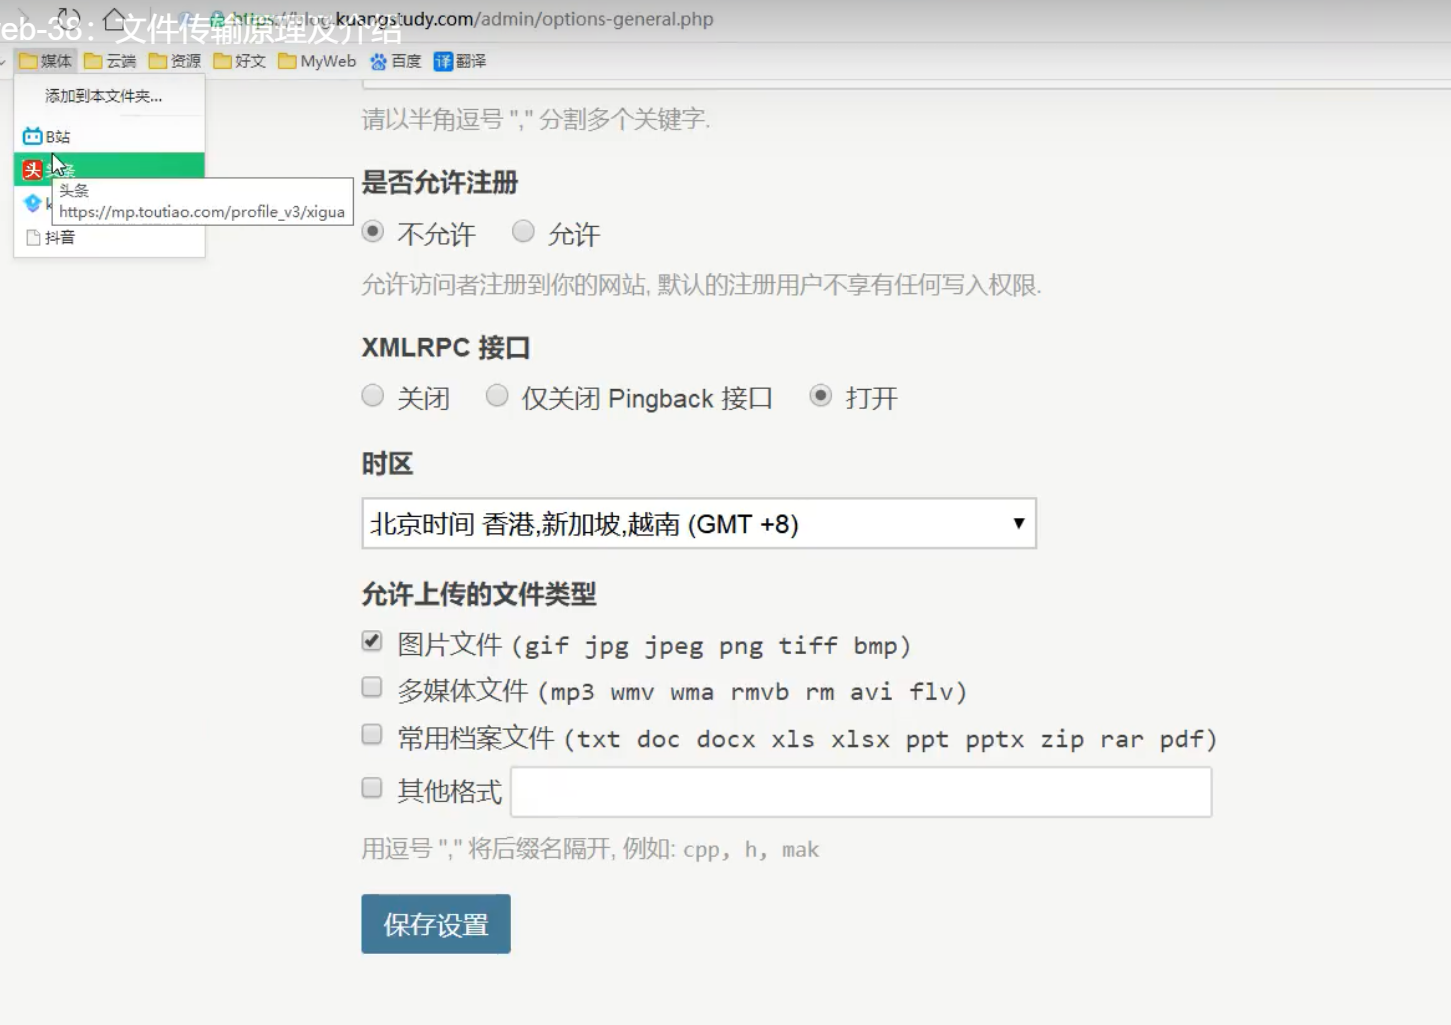 https://blog.kuangstudy.com/admin/options-general.php
eb-38：文件传输原理及介绍
媒体 云端 资源 好文 MyWeb 百度 译 翻译
添加到本文件夹...
B站
头 头条
k
头条
https://mp.toutiao.com/profile_v3/xigua
抖音
请以半角逗号 "," 分割多个关键字.
是否允许注册
不允许 允许
允许访问者注册到你的网站, 默认的注册用户不享有任何写入权限.
XMLRPC 接口
关闭 仅关闭 Pingback 接口 打开
时区
北京时间 香港,新加坡,越南 (GMT +8)
允许上传的文件类型
图片文件 (gif jpg jpeg png tiff bmp)
多媒体文件 (mp3 wmv wma rmvb rm avi flv)
常用档案文件 (txt doc docx xls xlsx ppt pptx zip rar pdf)
其他格式
用逗号 "," 将后缀名隔开, 例如: cpp, h, mak
保存设置